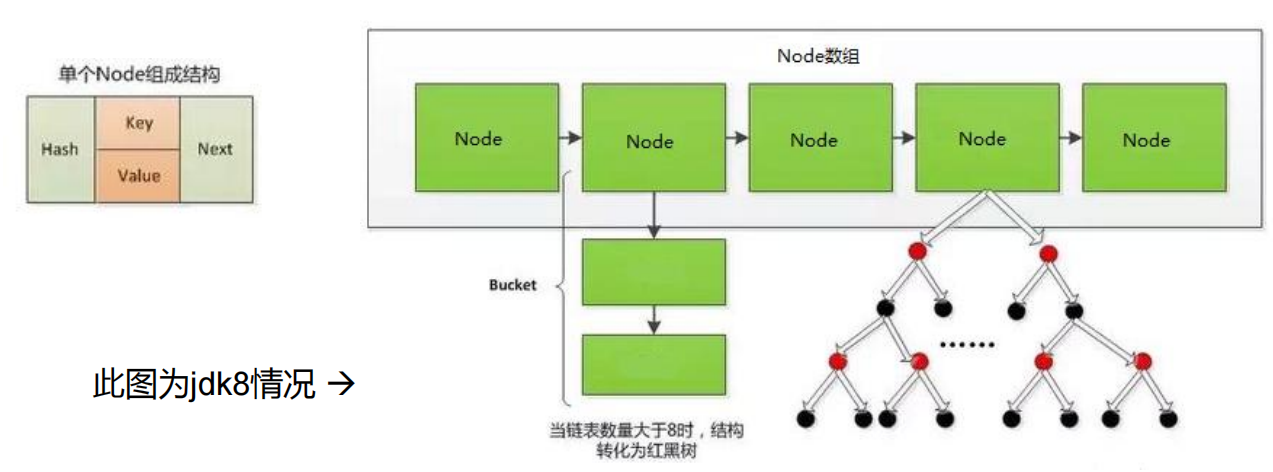 单个Node组成结构
Hash
Key
Value
Next
Node数组
Node
Node
Node
Node
Node
Bucket
此图为jdk8情况 →
当链表数量大于8时，结构
转化为红黑树
······